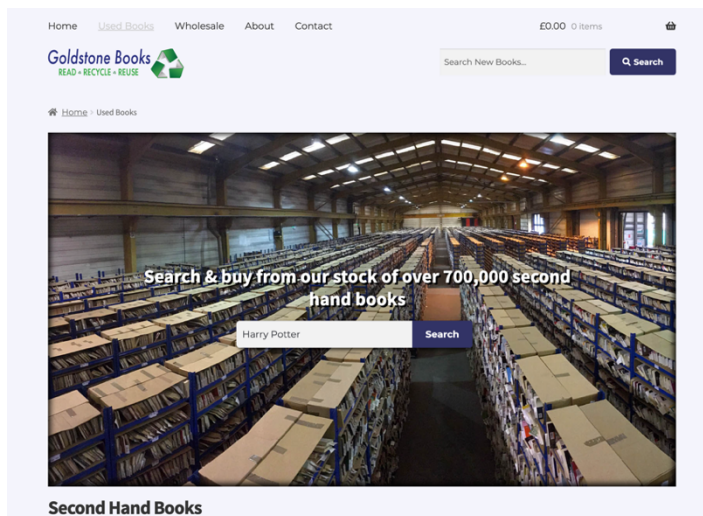 Home Used Books Wholesale About Contact £0.00 0 items
Goldstone Books
READ • RECYCLE • REUSE
Search New Books... Search
Home › Used Books
Search & buy from our stock of over 700,000 second
hand books
Harry Potter Search
Second Hand Books